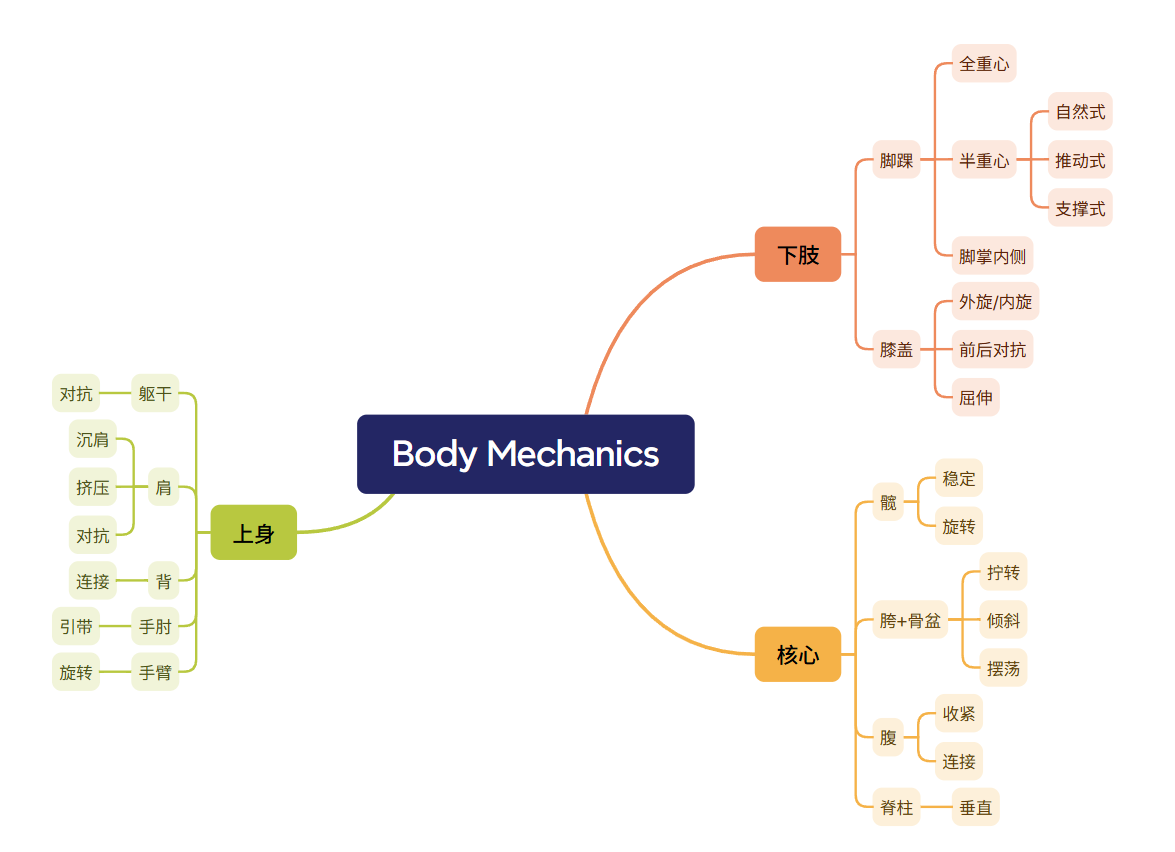 Body Mechanics
下肢
脚踝
全重心
半重心
自然式
推动式
支撑式
脚掌内侧
膝盖
外旋/内旋
前后对抗
屈伸
核心
髋
稳定
旋转
胯+骨盆
拧转
倾斜
摆荡
腹
收紧
连接
脊柱
垂直
上身
躯干
对抗
肩
沉肩
挤压
对抗
背
连接
手肘
引带
手臂
旋转